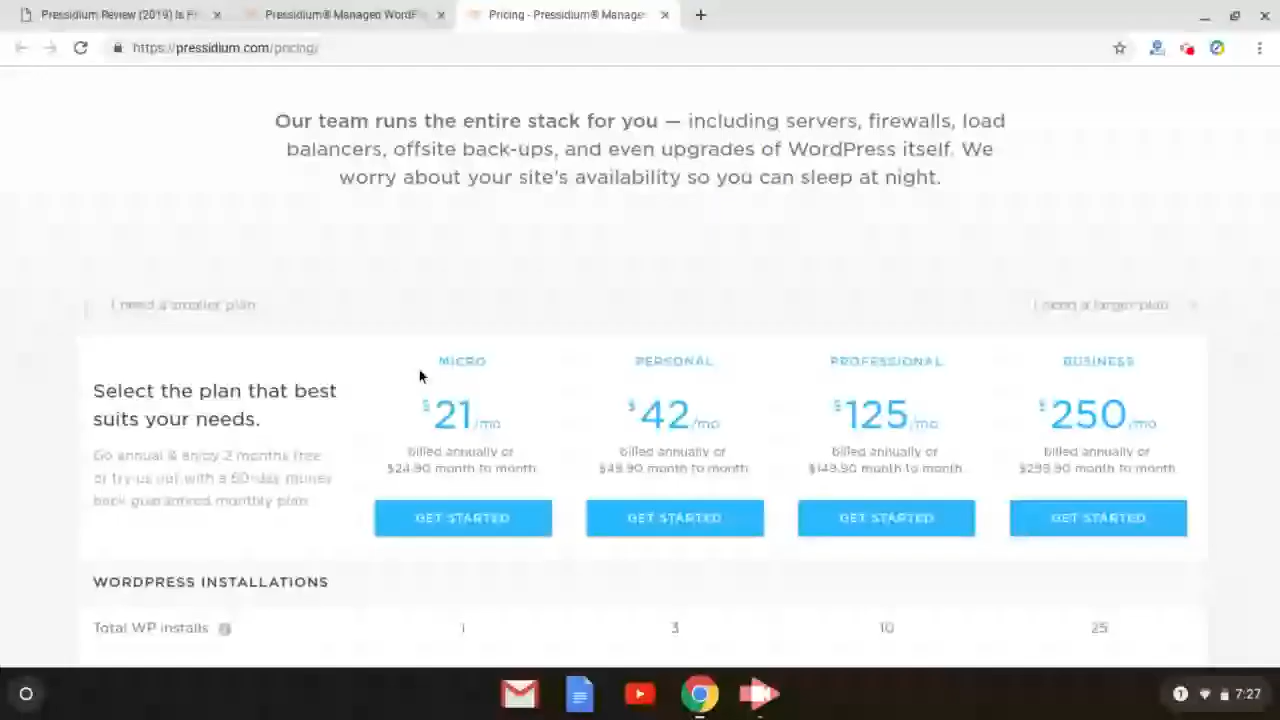 Pressidium Review (2019) Is F
Pressidium® Managed WordP
Pricing - Pressidium® Manage
https://pressidium.com/pricing/
Our team runs the entire stack for you — including servers, firewalls, load
balancers, offsite back-ups, and even upgrades of WordPress itself. We
worry about your site's availability so you can sleep at night.
I need a smaller plan
I need a larger plan
MICRO PERSONAL PROFESSIONAL BUSINESS
Select the plan that best
suits your needs.
$21/mo $42/mo $125/mo $250/mo
Go annual & enjoy 2 months free
or try us out with a 60-day money
back guaranteed monthly plan
billed annually or billed annually or billed annually or billed annually or
$24.90 month to month $49.90 month to month $149.90 month to month $299.90 month to month
GET STARTED GET STARTED GET STARTED GET STARTED
WORDPRESS INSTALLATIONS
Total WP installs 1 3 10 25
7:27